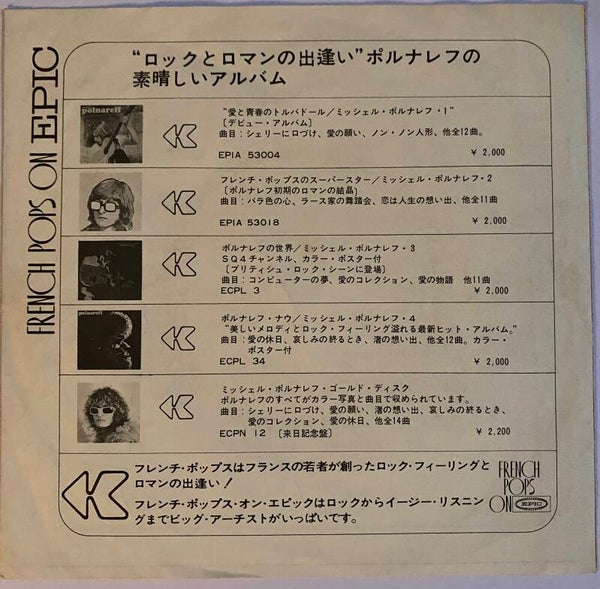 FRENCH POPS ON EPIC
“ロックとロマンの出逢い”ポルナレフの
素晴しいアルバム
polnareff
“愛と青春のトルバドール／ミッシェル・ポルナレフ・1”
〔デビュー・アルバム〕
曲目：シェリーに口づけ、愛の願い、ノン・ノン人形、他全12曲。
EPIA 53004 ￥ 2,000
フレンチ・ポップスのスーパースター／ミッシェル・ポルナレフ・2
〔ポルナレフ初期のロマンの結晶〕
曲目：バラ色の心、ラース家の舞踏会、恋は人生の想い出、他全11曲
EPIA 53018 ￥ 2,000
ポルナレフの世界／ミッシェル・ポルナレフ・3
ＳＱ４チャンネル、カラー・ポスター付
〔ブリティシュ・ロック・シーンに登場〕
曲目：コンピューターの夢、愛のコレクション、愛の物語 他11曲
ECPL 3 ￥ 2,000
polnareff
ポルナレフ・ナウ／ミッシェル・ポルナレフ・4
“美しいメロディとロック・フィーリング溢れる最新ヒット・アルバム。”
曲目：愛の休日、哀しみの終るとき、渚の想い出、他全12曲。カラー・
ポスター付
ECPL 34 ￥ 2,000
ミッシェル・ポルナレフ・ゴールド・ディスク
ポルナレフのすべてがカラー写真と曲目で収められています。
曲目：シェリーに口づけ、愛の願い、渚の想い出、哀しみの終るとき、
愛のコレクション、愛の休日、他全14曲
ECPN 12 〔来日記念盤〕 ￥ 2,200
フレンチ・ポップスはフランスの若者が創ったロック・フィーリングと
ロマンの出逢い！
フレンチ・ポップス・オン・エピックはロックからイージー・リスニン
グまでビッグ・アーチストがいっぱいです。
FRENCH
POPS
ON EPIC